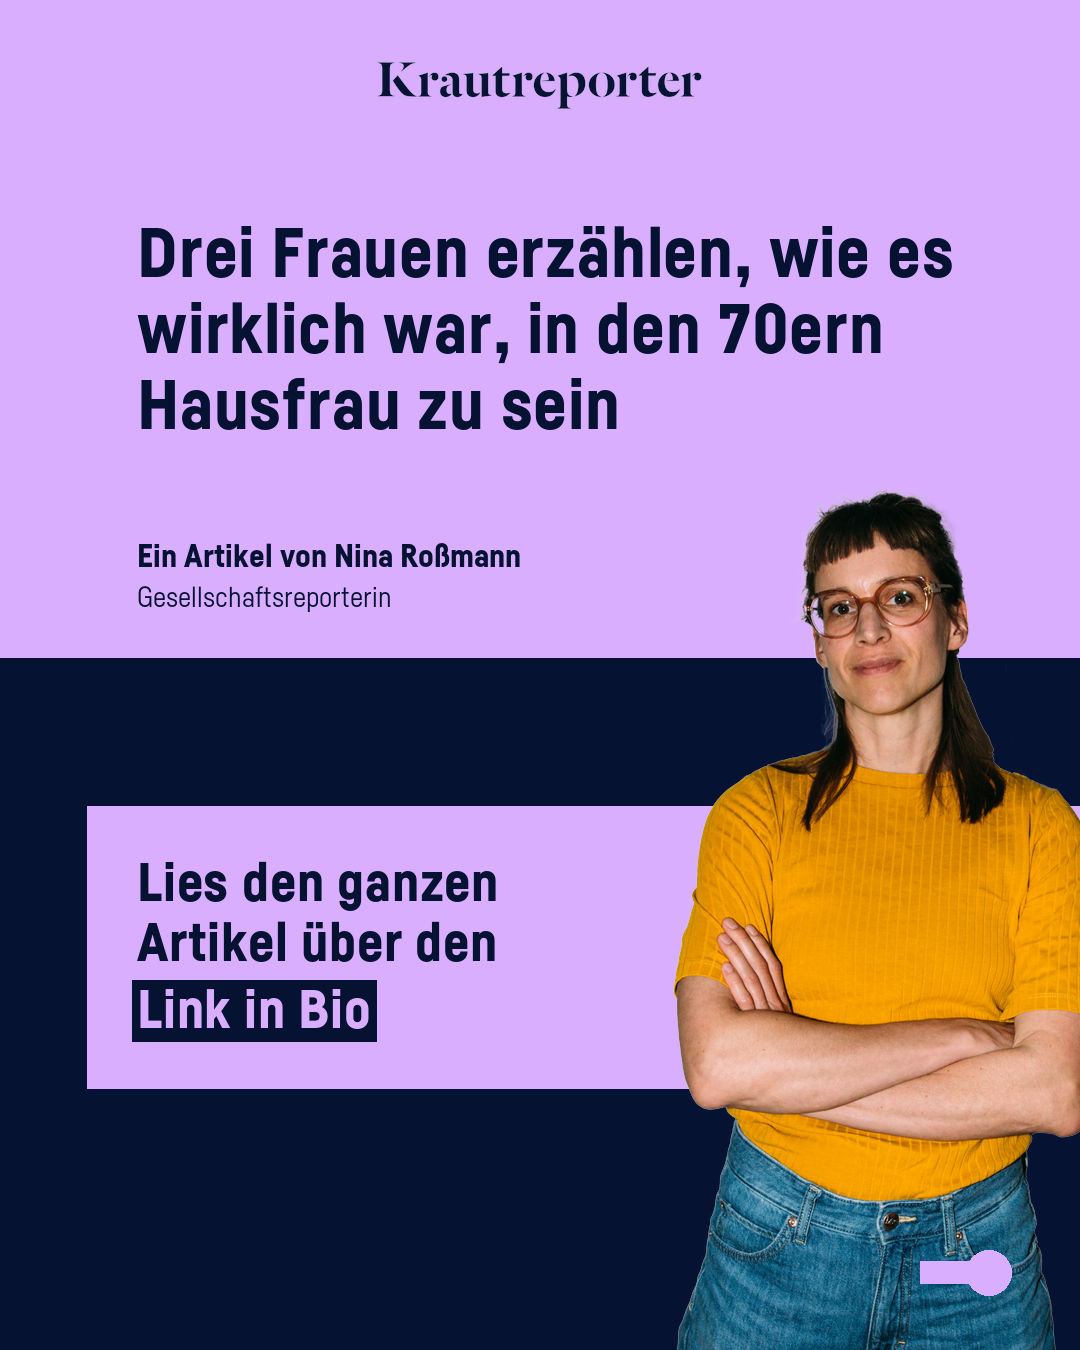 Krautreporter
Drei Frauen erzählen, wie es
wirklich war, in den 70ern
Hausfrau zu sein
Ein Artikel von Nina Roßmann
Gesellschaftsreporterin
Lies den ganzen
Artikel über den
Link in Bio